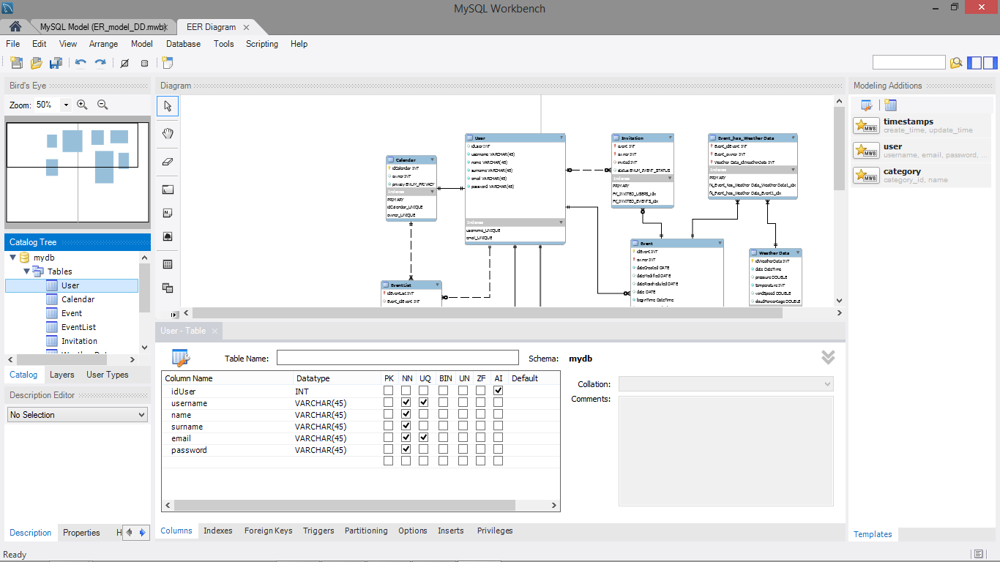 MySQL Workbench
MySQL Model (ER_model_DD.mwb)
EER Diagram
File Edit View Arrange Model Database Tools Scripting Help
Bird's Eye
Zoom: 50%
Diagram
Modeling Additions
timestamps
create_time, update_time
user
username, email, password, ...
category
category_id, name
Calendar
idCalendar INT
owner INT
privacy ENUM_PRIVACY
Indexes
PRIMARY
idCalendar_UNIQUE
owner_UNIQUE
User
idUser INT
username VARCHAR(45)
name VARCHAR(45)
surname VARCHAR(45)
email VARCHAR(45)
password VARCHAR(45)
Indexes
username_UNIQUE
email_UNIQUE
Invitation
event INT
owner INT
invited INT
status ENUM_EVENT_STATUS
Indexes
PRIMARY
FK_INVITED_USERS_idx
FK_INVITED_EVENTS_idx
Event_has_Weather Data
Event_idEvent INT
Event_owner INT
Weather Data_idWeatherData INT
Indexes
PRIMARY
fk_Event_has_Weather Data_Weather Data1_idx
fk_Event_has_Weather Data_Event1_idx
EventList
idEventList INT
Event_idEvent INT
Event
idEvent INT
owner INT
dateCreated DATE
dateModified DATE
dateRescheduled DATE
date DATE
beginTime DateTime
Weather Data
idWeatherData INT
date DateTime
pressure DOUBLE
temperature INT
windSpeed DOUBLE
cloudPercentage DOUBLE
Catalog Tree
mydb
Tables
User
Calendar
Event
EventList
Invitation
Catalog Layers User Types
Description Editor
No Selection
Description Properties H
User - Table
Table Name:
Schema: mydb
Column Name Datatype PK NN UQ BIN UN ZF AI Default
idUser INT
username VARCHAR(45)
name VARCHAR(45)
surname VARCHAR(45)
email VARCHAR(45)
password VARCHAR(45)
Collation:
Comments:
Columns Indexes Foreign Keys Triggers Partitioning Options Inserts Privileges
Templates
Ready